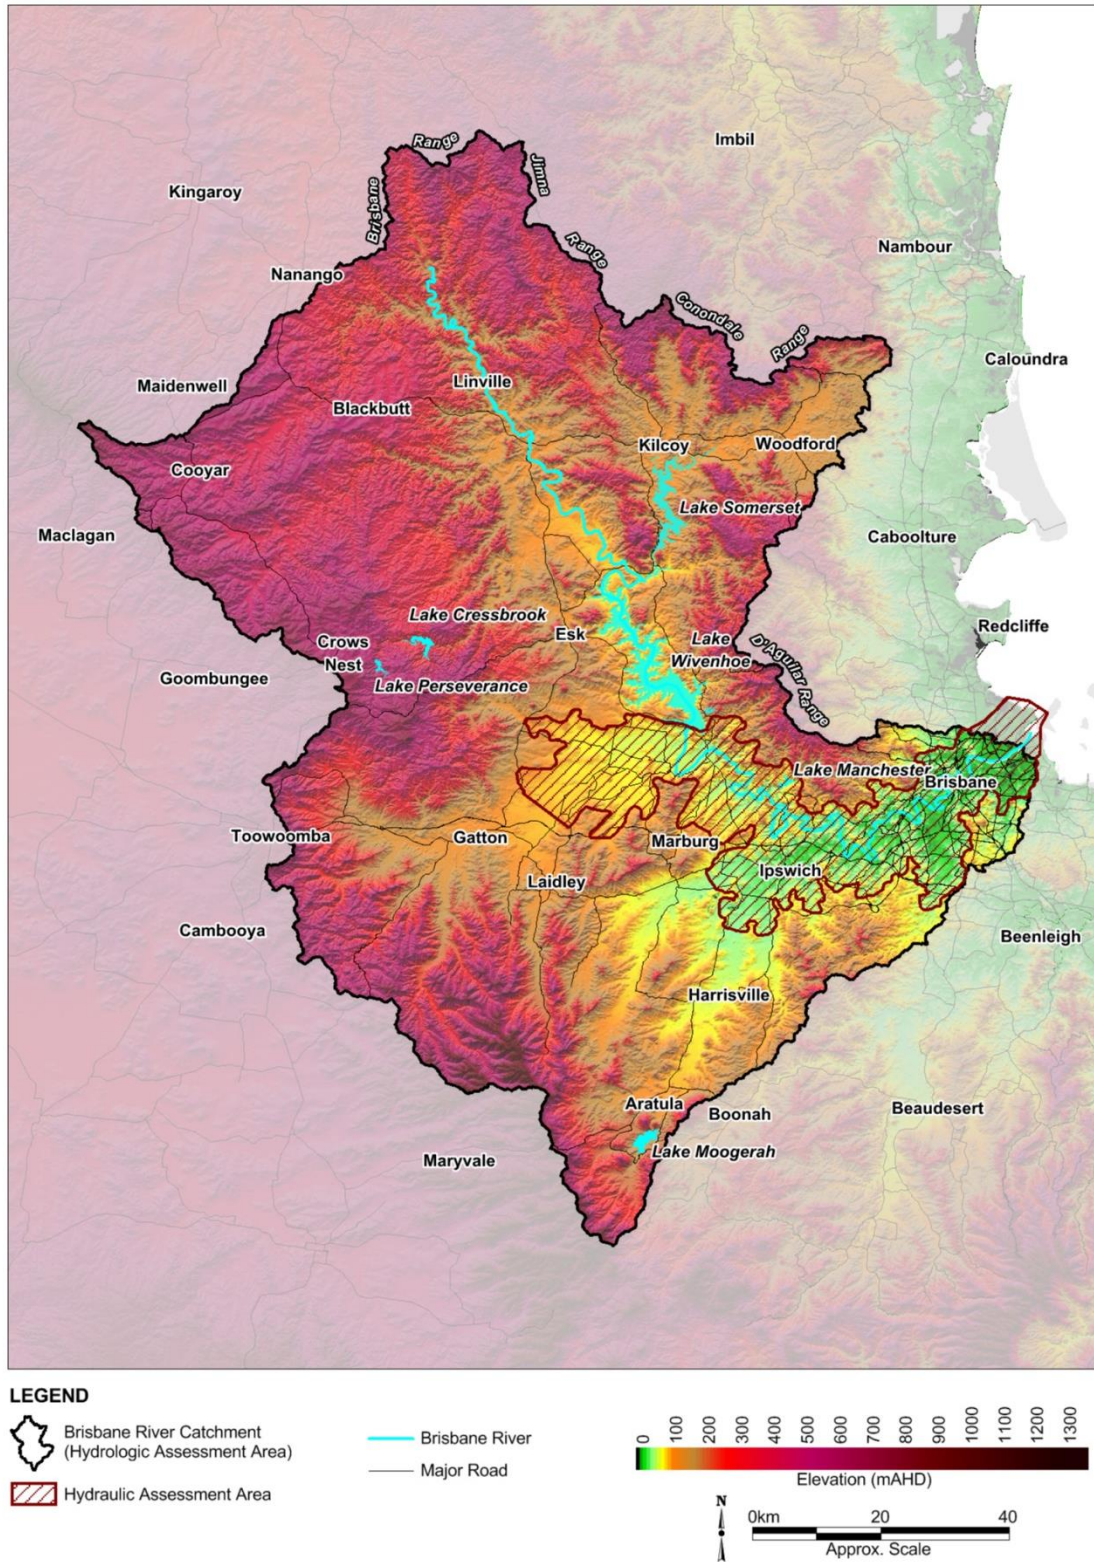 Imbil
Range
Jimna
Kingaroy
Brisbane
Range
Nambour
Nanango
Conondale
Range
Caloundra
Maidenwell
Linville
Blackbutt
Kilcoy
Woodford
Cooyar
Lake Somerset
Maclagan
Caboolture
Lake Cressbrook
Redcliffe
Esk
Lake
Wivenhoe
Crows
Nest
D'Aguilar Range
Goombungee
Lake Perseverance
Lake Manchester
Brisbane
Toowoomba
Gatton
Marburg
Ipswich
Laidley
Cambooya
Beenleigh
Harrisville
Aratula
Boonah
Beaudesert
Maryvale
Lake Moogerah
LEGEND
Brisbane River Catchment
(Hydrologic Assessment Area)
Hydraulic Assessment Area
Brisbane River
Major Road
0 100 200 300 400 500 600 700 800 900 1000 1100 1200 1300
Elevation (mAHD)
N
0km 20 40
Approx. Scale